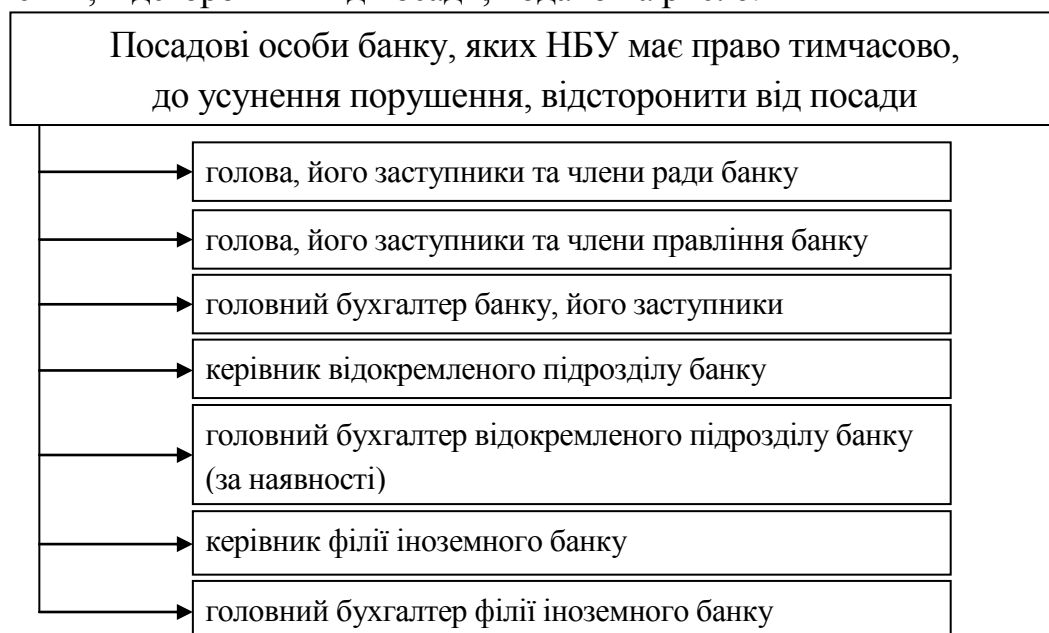 Посадові особи банку, яких НБУ має право тимчасово,
до усунення порушення, відсторонити від посади
голова, його заступники та члени ради банку
голова, його заступники та члени правління банку
головний бухгалтер банку, його заступники
керівник відокремленого підрозділу банку
головний бухгалтер відокремленого підрозділу банку
(за наявності)
керівник філії іноземного банку
головний бухгалтер філії іноземного банку